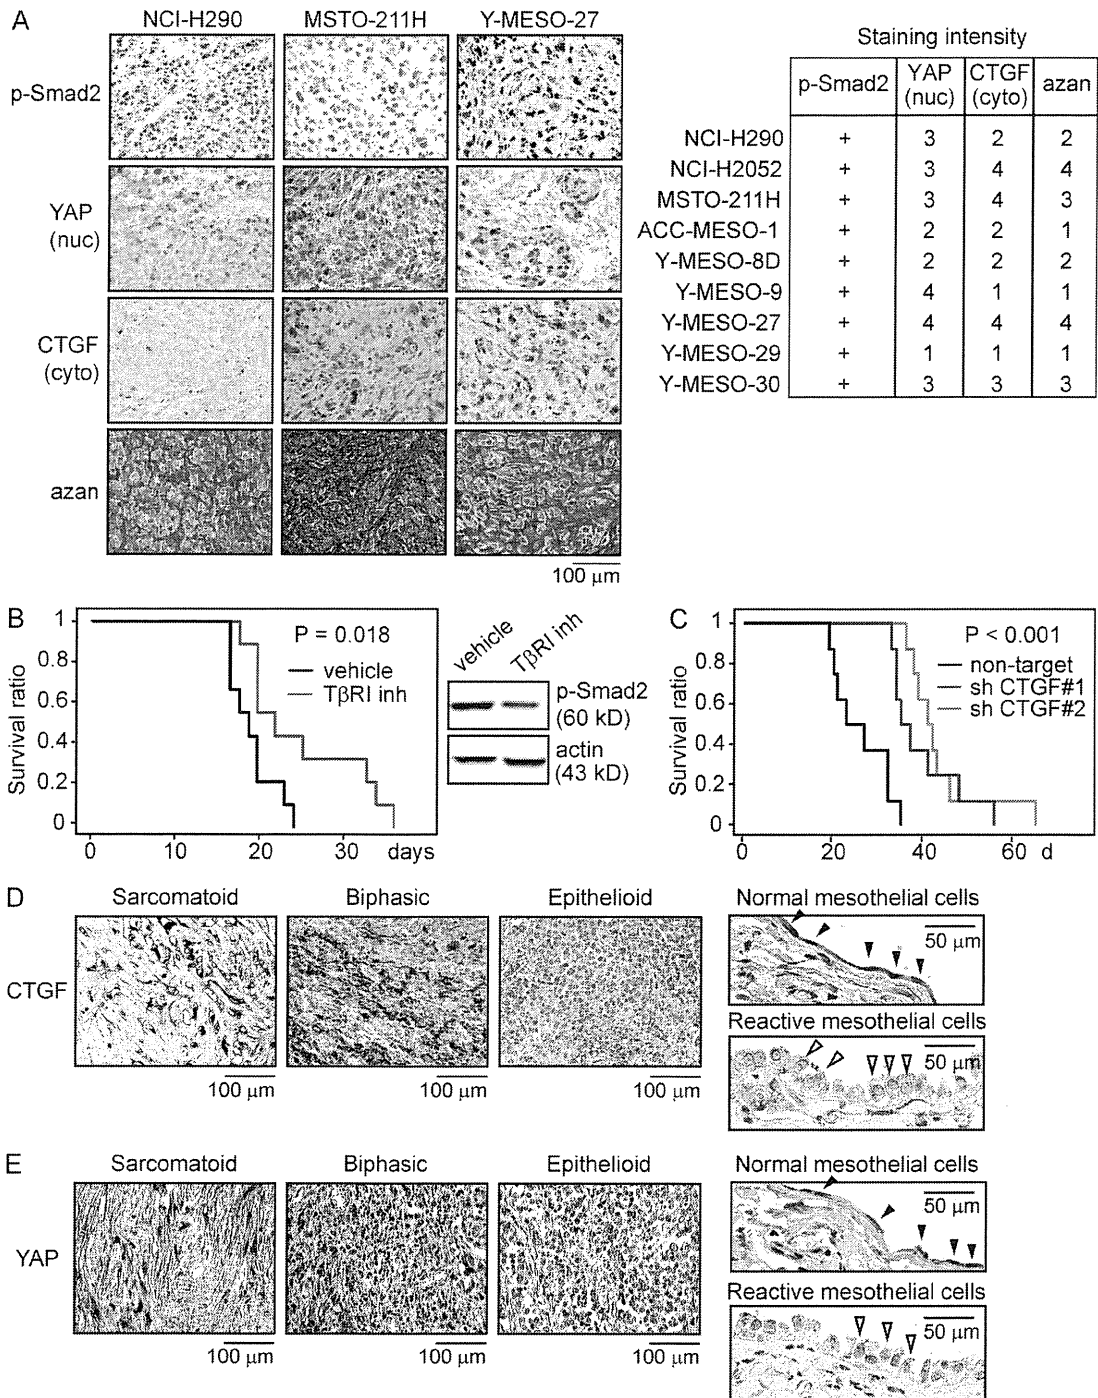 A
NCI-H290 MSTO-211H Y-MESO-27
p-Smad2
YAP
(nuc)
CTGF
(cyto)
azan
100 μm
Staining intensity
p-Smad2 YAP (nuc) CTGF (cyto) azan
NCI-H290 + 3 2 2
NCI-H2052 + 3 4 4
MSTO-211H + 3 4 3
ACC-MESO-1 + 2 2 1
Y-MESO-8D + 2 2 2
Y-MESO-9 + 4 1 1
Y-MESO-27 + 4 4 4
Y-MESO-29 + 1 1 1
Y-MESO-30 + 3 3 3
B
Survival ratio
1
0.8
0.6
0.4
0.2
0
0 10 20 30 days
P = 0.018
vehicle
TβRI inh
vehicle TβRI inh
p-Smad2
(60 kD)
actin
(43 kD)
C
Survival ratio
1
0.8
0.6
0.4
0.2
0
0 20 40 60 d
P < 0.001
non-target
sh CTGF#1
sh CTGF#2
D
Sarcomatoid Biphasic Epithelioid
CTGF
100 μm 100 μm 100 μm
Normal mesothelial cells
50 μm
Reactive mesothelial cells
50 μm
E
Sarcomatoid Biphasic Epithelioid
YAP
100 μm 100 μm 100 μm
Normal mesothelial cells
50 μm
Reactive mesothelial cells
50 μm